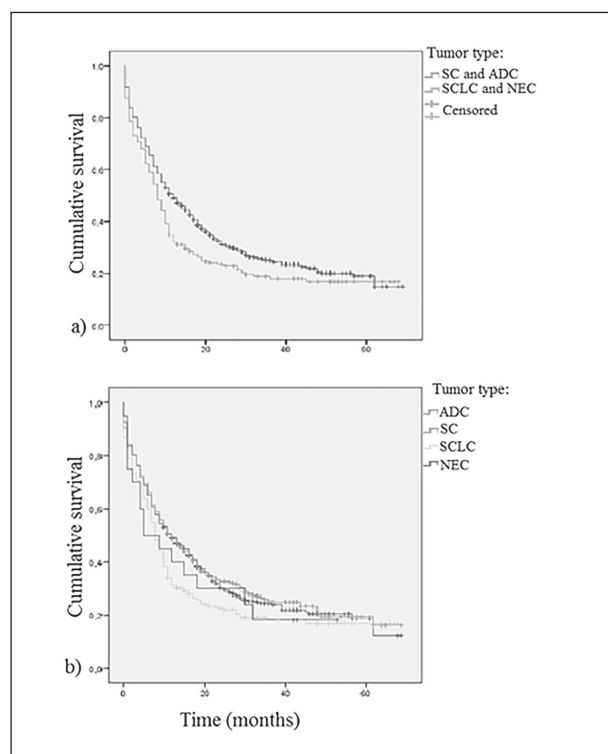 Tumor type:
SC and ADC
SCLC and NEC
Censored
Cumulative survival
1,0
0,8
0,6
0,4
0,2
0,0
a)
0
20
40
60
Tumor type:
ADC
SC
SCLC
NEC
Cumulative survival
1,0
0,8
0,6
0,4
0,2
0,0
b)
0
20
40
60
Time (months)